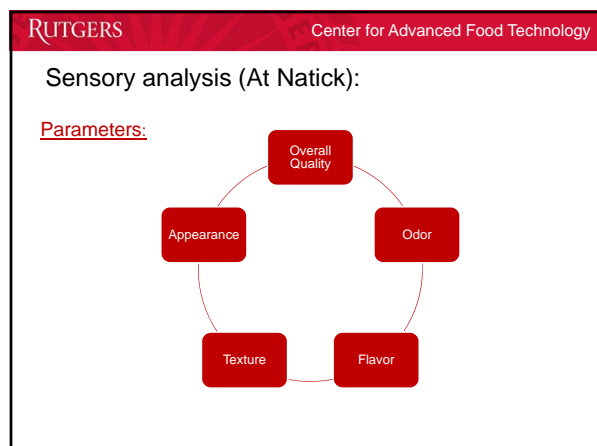 RUTGERS
Center for Advanced Food Technology
Sensory analysis (At Natick):
Parameters:
Overall
Quality
Appearance
Odor
Texture
Flavor